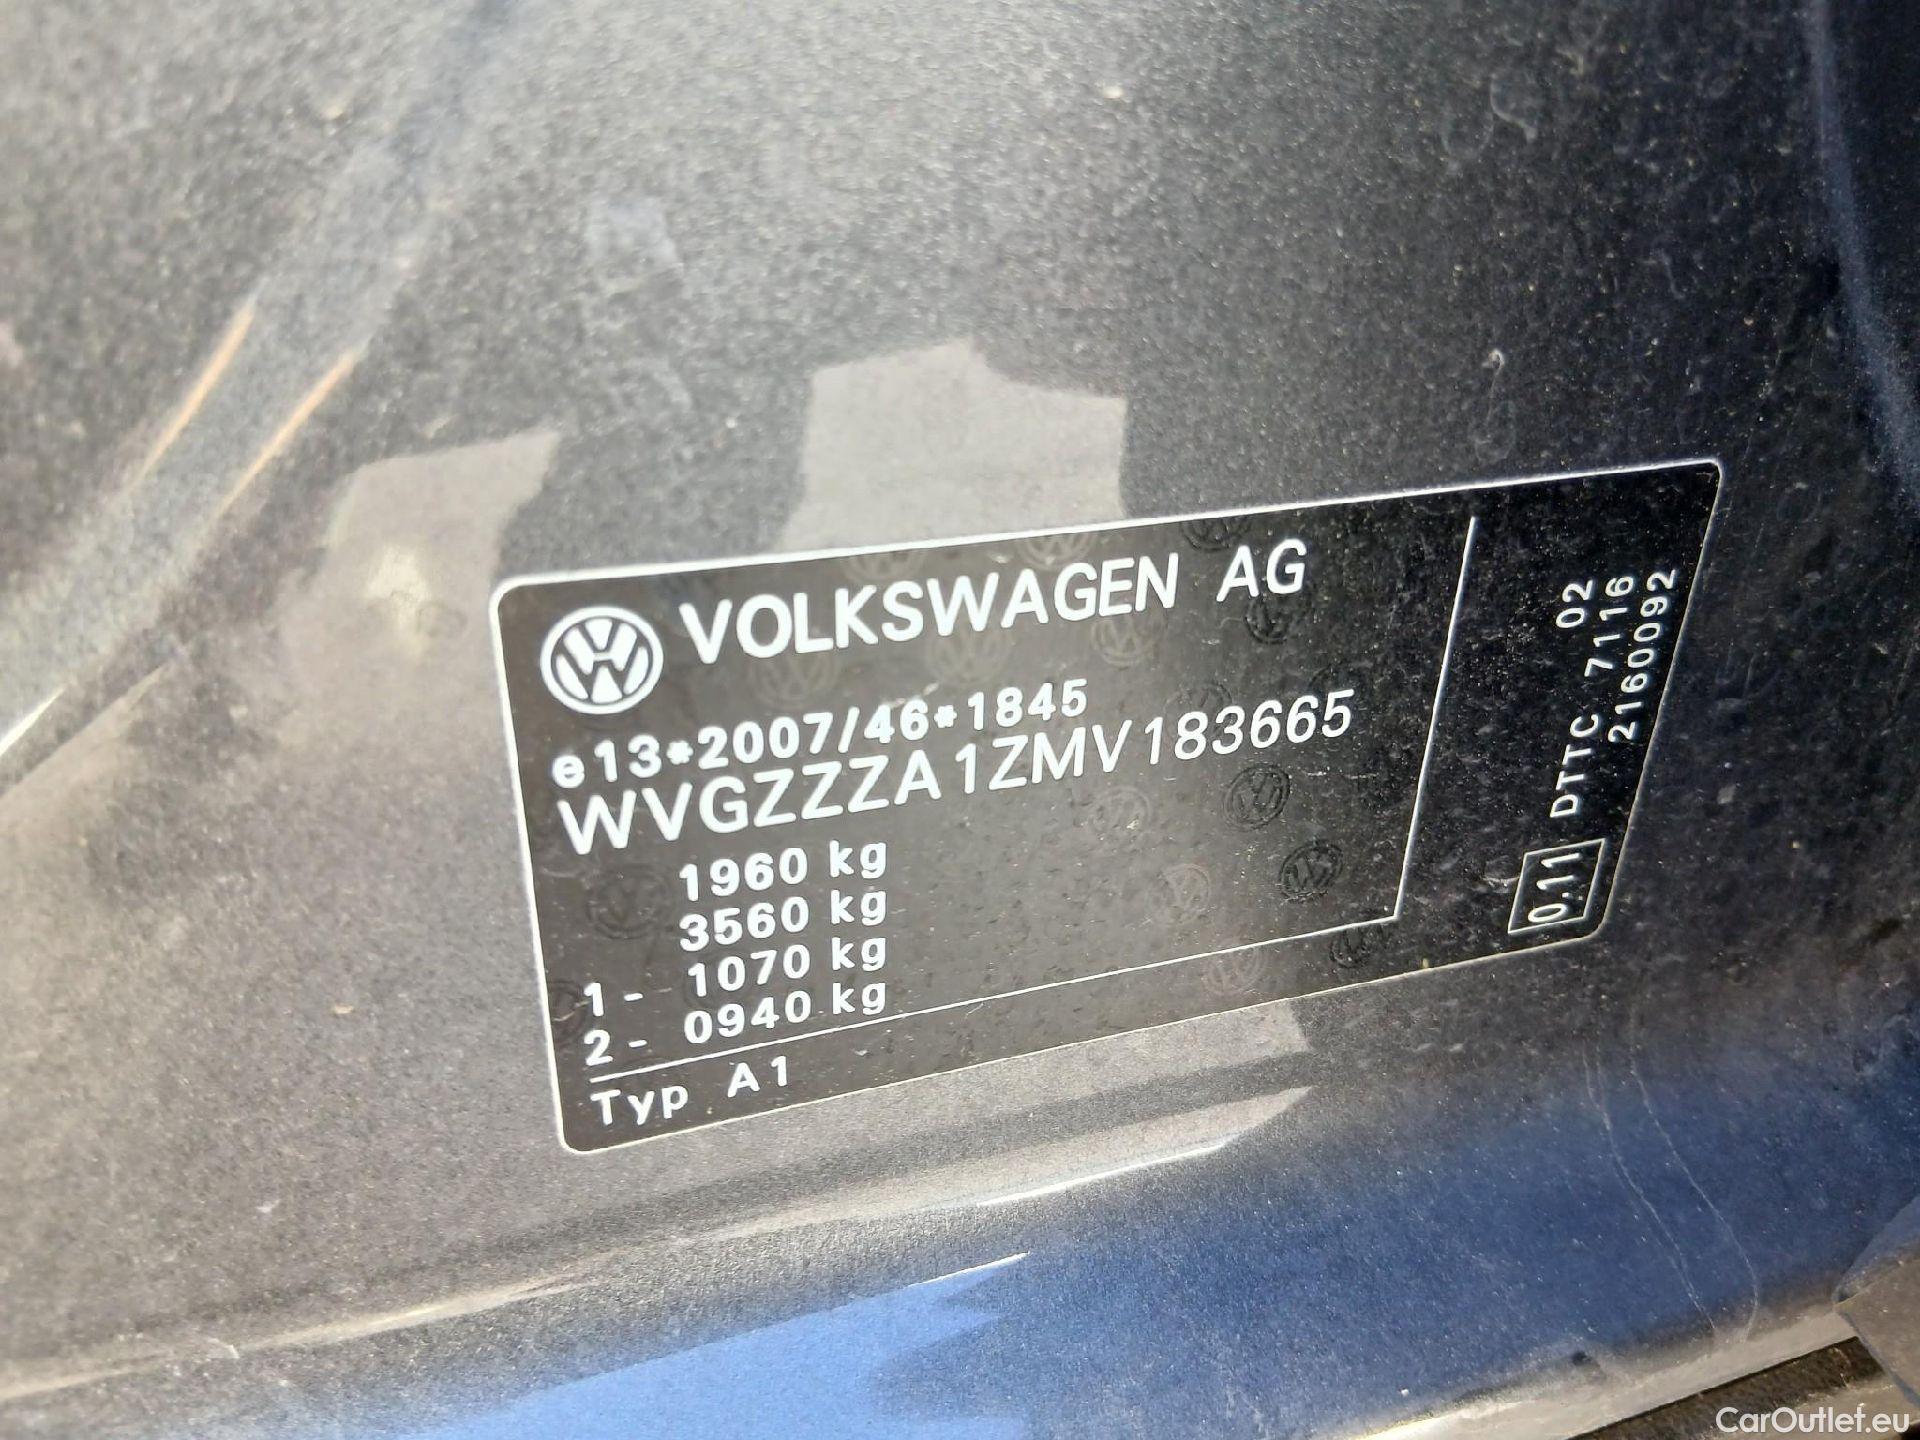 VOLKSWAGEN AG
e13*2007/46*1845
WVGZZZA1ZMV183665
1960 kg
3560 kg
1- 1070 kg
2- 0940 kg
Typ A1
0.11 DTTC 02
7116
2160092
CarOutlet.eu